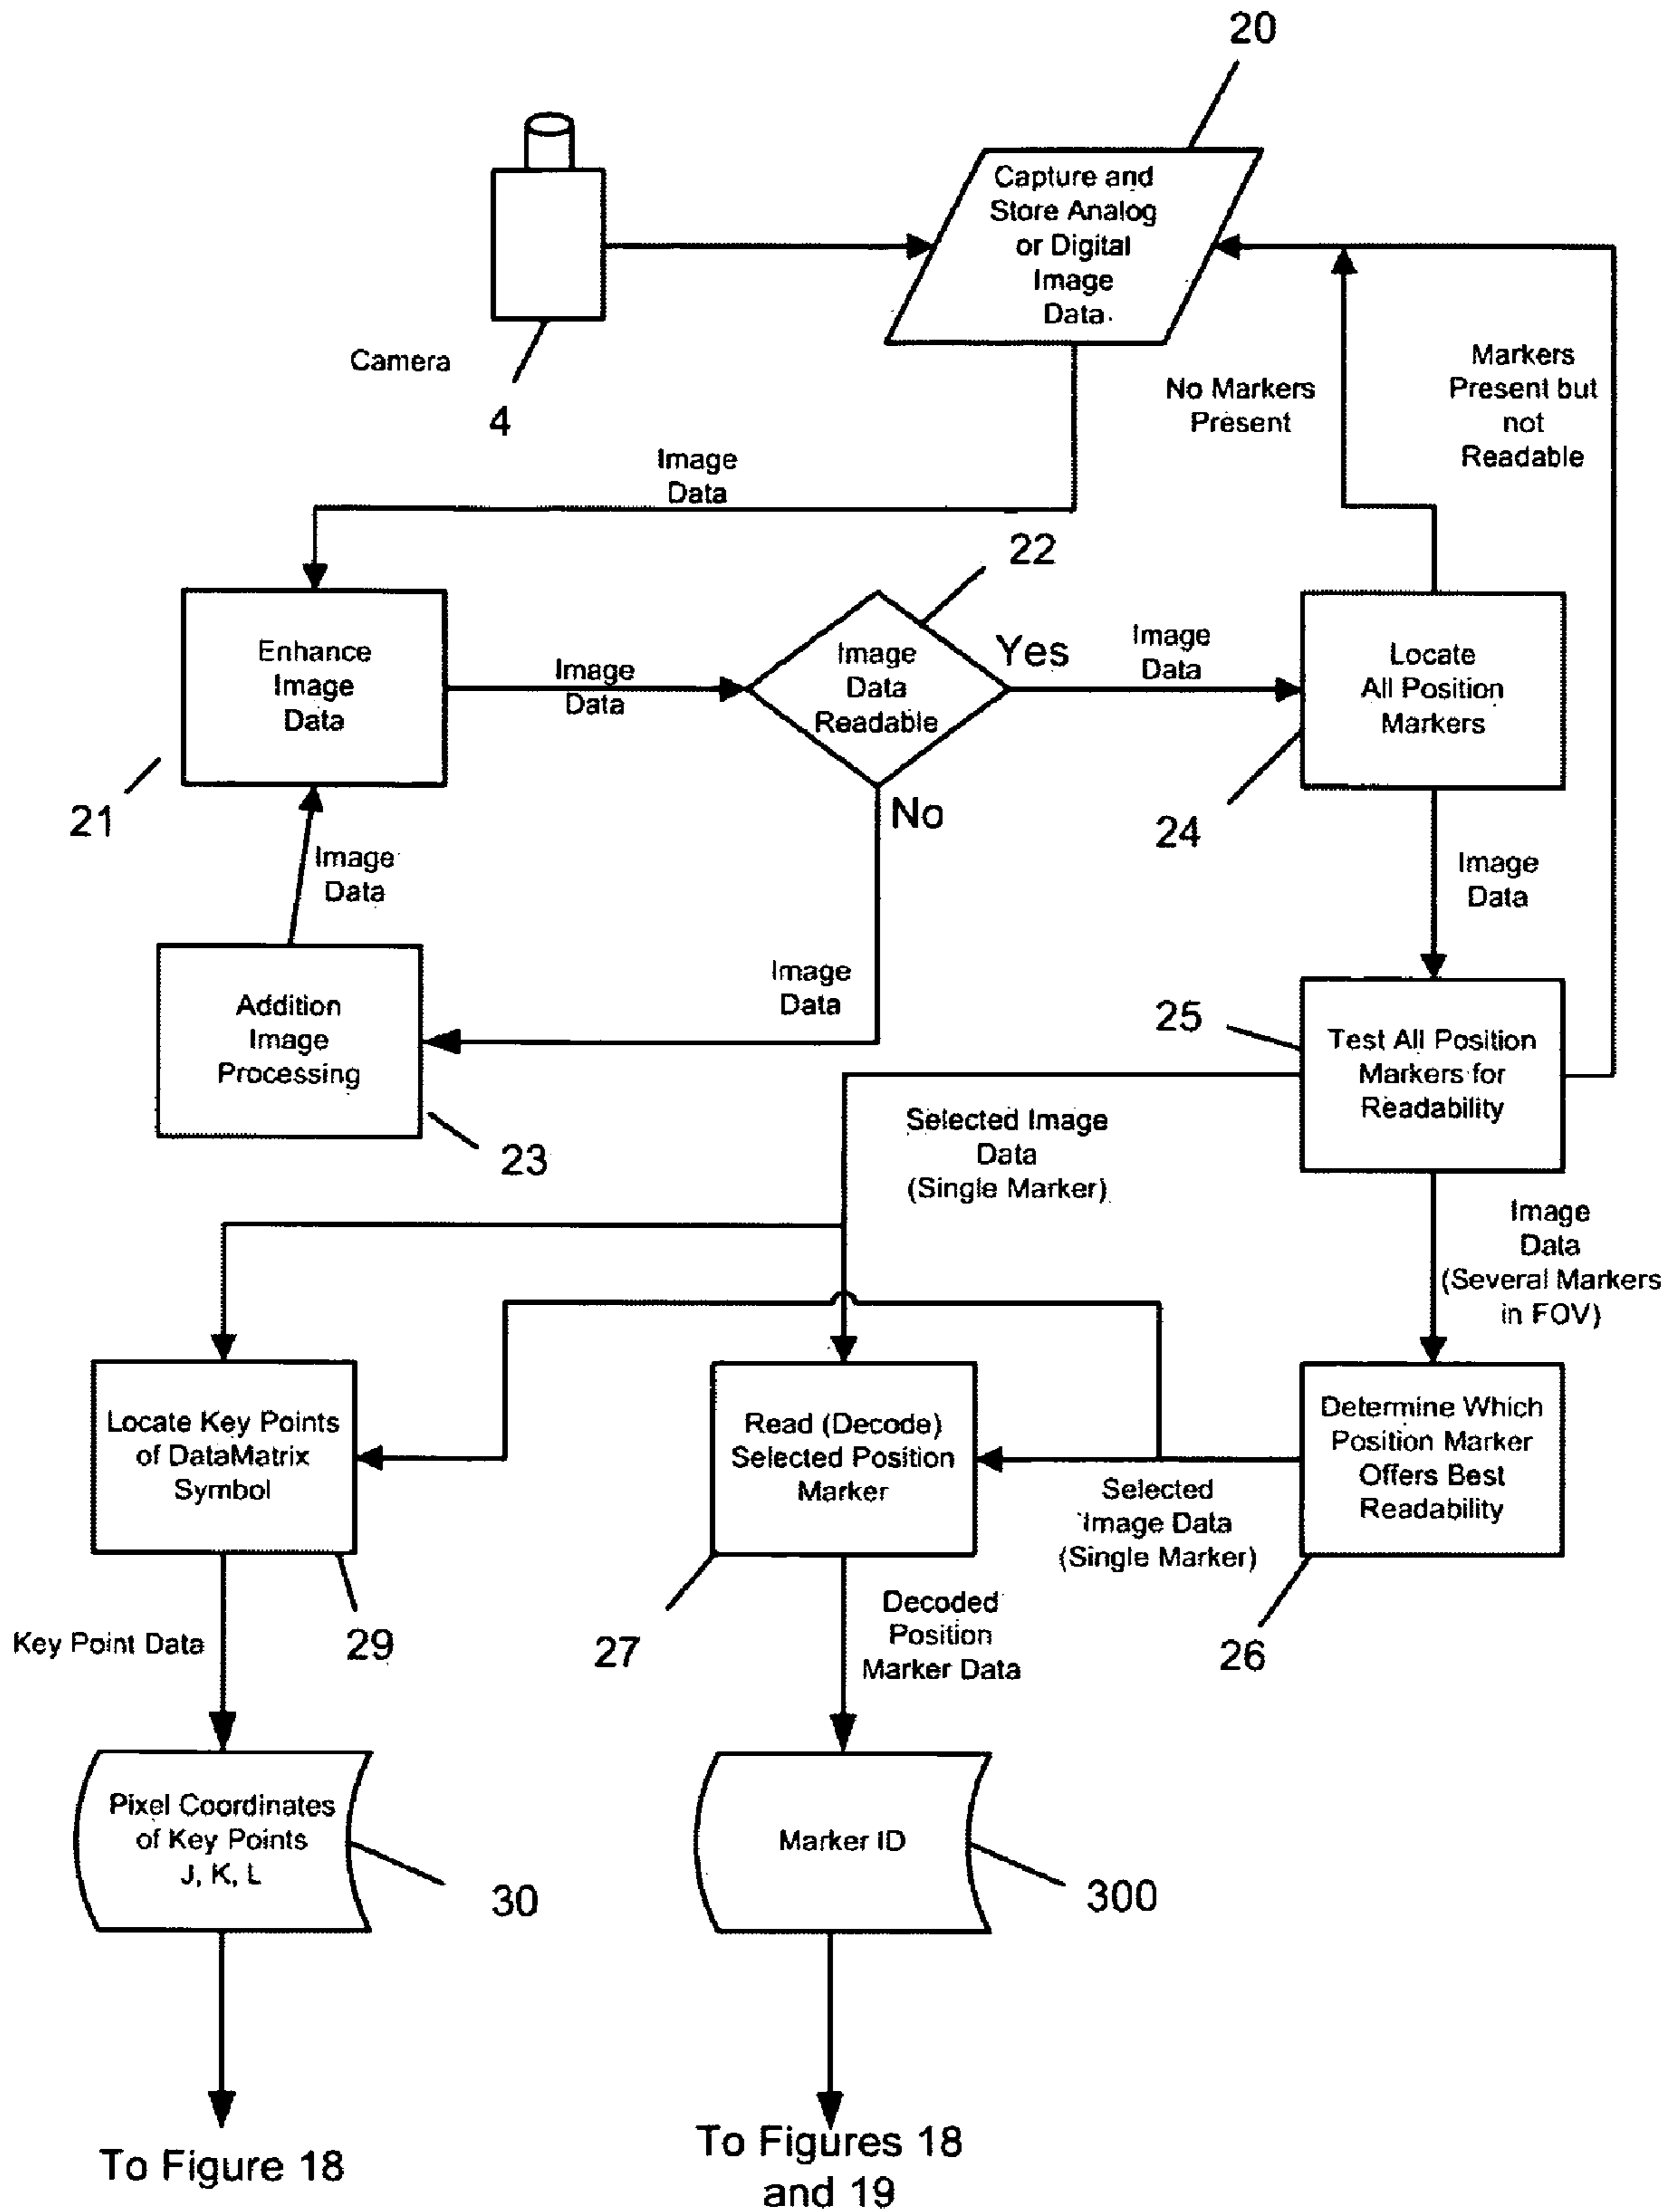 20
Capture and
Store Analog
or Digital
Image
Data
Camera
4
No Markers
Present
Markers
Present but
not
Readable
Image
Data
22
Enhance
Image
Data
Image
Data
Image
Data
Readable
Yes
Image
Data
Locate
All Position
Markers
21
No
24
Image
Data
Image
Data
Addition
Image
Processing
Image
Data
25
Test All Position
Markers for
Readability
23
Selected Image
Data
(Single Marker)
Image
Data
(Several Markers
in FOV)
Locate Key Points
of DataMatrix
Symbol
Read (Decode)
Selected Position
Marker
Determine Which
Position Marker
Offers Best
Readability
Selected
Image Data
(Single Marker)
Key Point Data
29
27
Decoded
Position
Marker Data
26
Pixel Coordinates
of Key Points
J, K, L
30
Marker ID
300
To Figure 18
To Figures 18
and 19